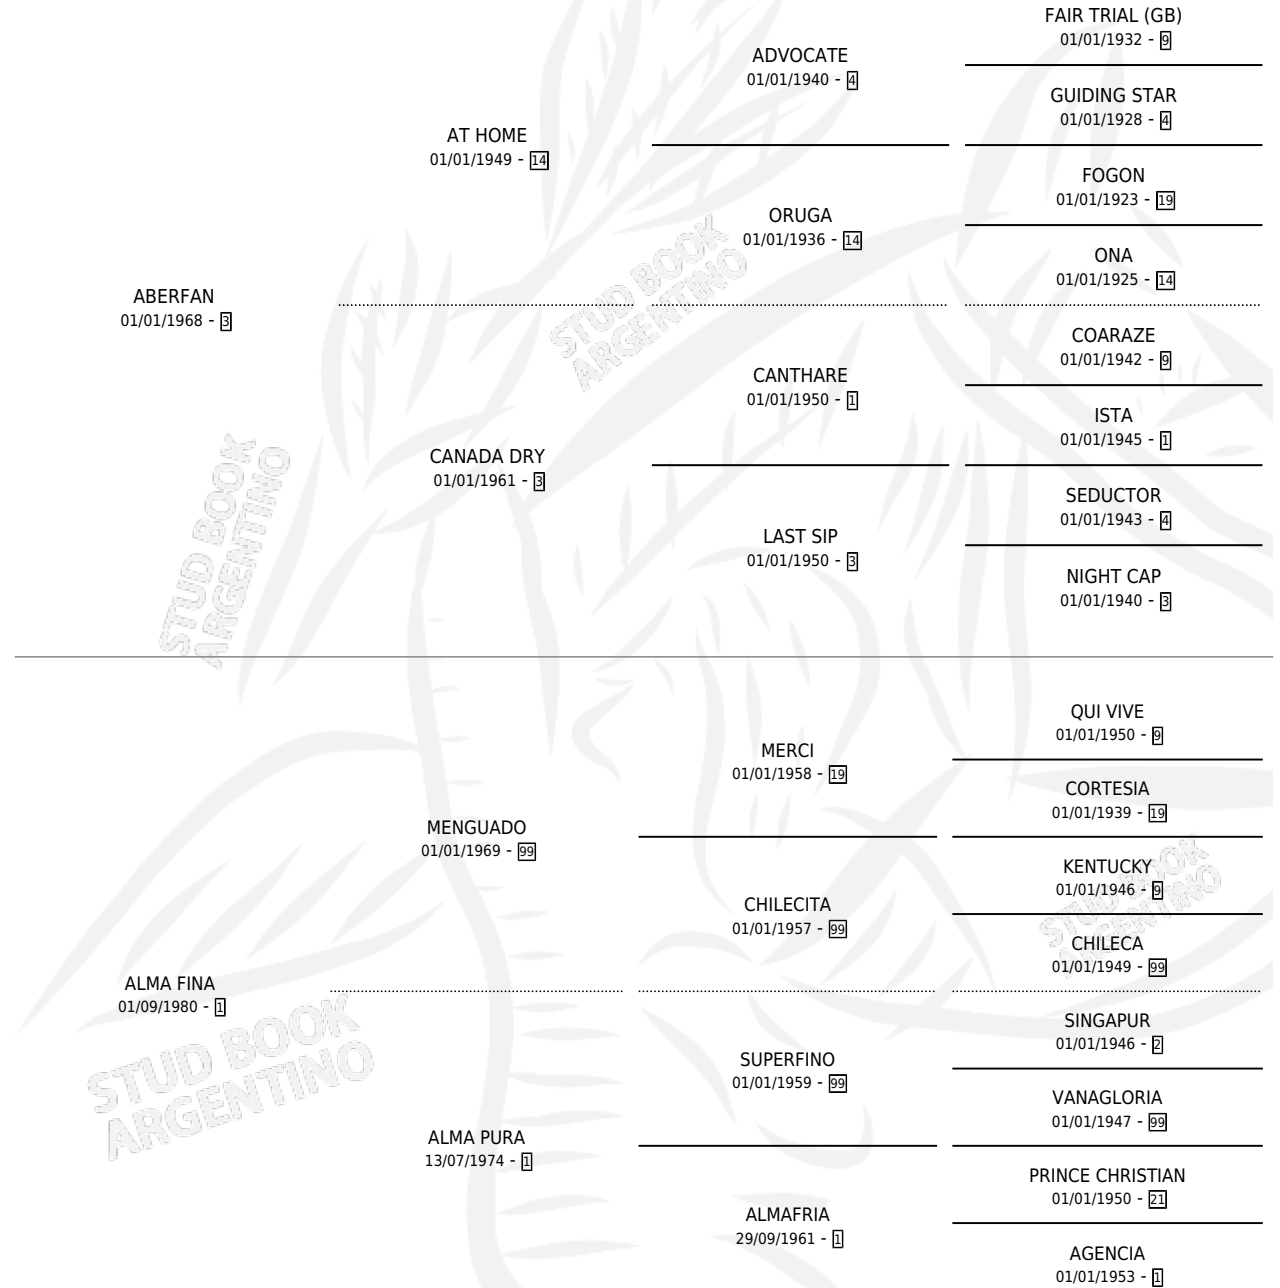 FAIR TRIAL (GB)
01/01/1932 - 9
ADVOCATE
01/01/1940 - 4
GUIDING STAR
01/01/1928 - 4
AT HOME
01/01/1949 - 14
FOGON
01/01/1923 - 19
ORUGA
01/01/1936 - 14
ONA
01/01/1925 - 14
ABERFAN
01/01/1968 - 3
COARAZE
01/01/1942 - 9
CANTHARE
01/01/1950 - 1
ISTA
01/01/1945 - 1
CANADA DRY
01/01/1961 - 3
SEDUCTOR
01/01/1943 - 4
LAST SIP
01/01/1950 - 3
NIGHT CAP
01/01/1940 - 3
STUD BOOK
ARGENTINO
STUD BOOK
ARGENTINO
QUI VIVE
01/01/1950 - 9
MERCI
01/01/1958 - 19
CORTESIA
01/01/1939 - 19
MENGUADO
01/01/1969 - 99
KENTUCKY
01/01/1946 - 9
CHILECITA
01/01/1957 - 99
CHILECA
01/01/1949 - 99
ALMA FINA
01/09/1980 - 1
SINGAPUR
01/01/1946 - 2
SUPERFINO
01/01/1959 - 99
VANAGLORIA
01/01/1947 - 99
ALMA PURA
13/07/1974 - 1
PRINCE CHRISTIAN
01/01/1950 - 21
ALMAFRIA
29/09/1961 - 1
AGENCIA
01/01/1953 - 1
STUD BOOK
ARGENTINO
STUD BOOK
ARGENTINO